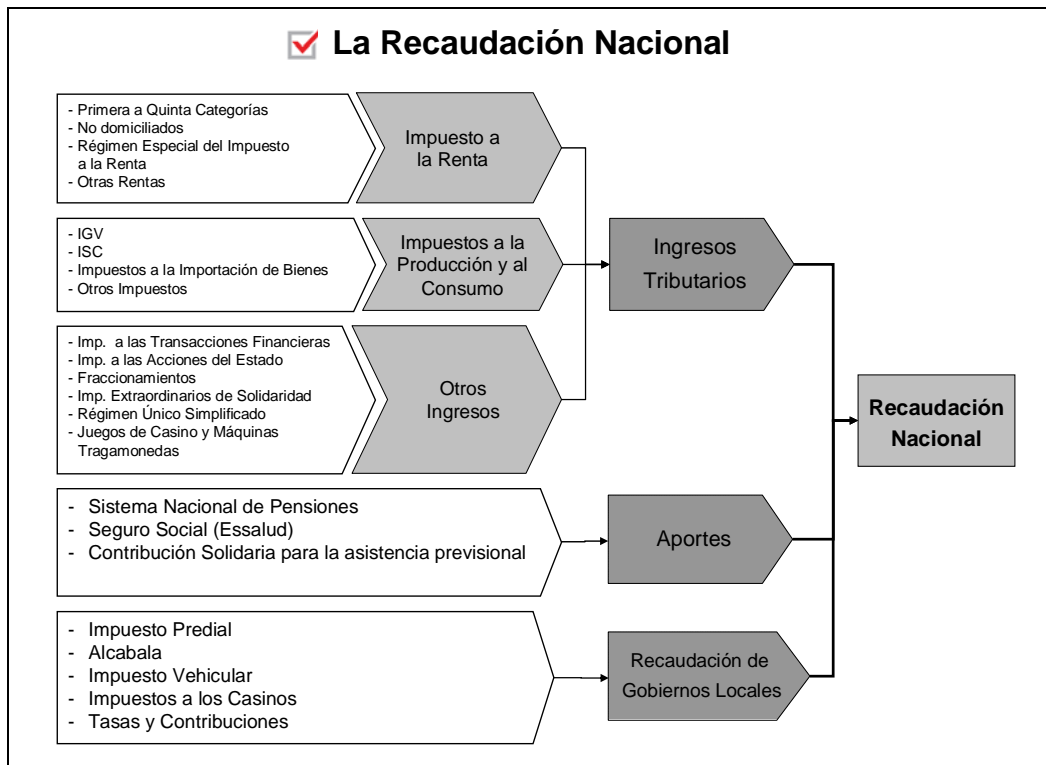 La Recaudación Nacional
- Primera a Quinta Categorías
- No domiciliados
- Régimen Especial del Impuesto
a la Renta
- Otras Rentas
Impuesto a
la Renta
- IGV
- ISC
- Impuestos a la Importación de Bienes
- Otros Impuestos
Impuestos a la
Producción y al
Consumo
Ingresos
Tributarios
- Imp. a las Transacciones Financieras
- Imp. a las Acciones del Estado
- Fraccionamientos
- Imp. Extraordinarios de Solidaridad
- Régimen Único Simplificado
- Juegos de Casino y Máquinas
Tragamonedas
Otros
Ingresos
Recaudación
Nacional
- Sistema Nacional de Pensiones
- Seguro Social (Essalud)
- Contribución Solidaria para la asistencia previsional
Aportes
- Impuesto Predial
- Alcabala
- Impuesto Vehicular
- Impuestos a los Casinos
- Tasas y Contribuciones
Recaudación de
Gobiernos Locales